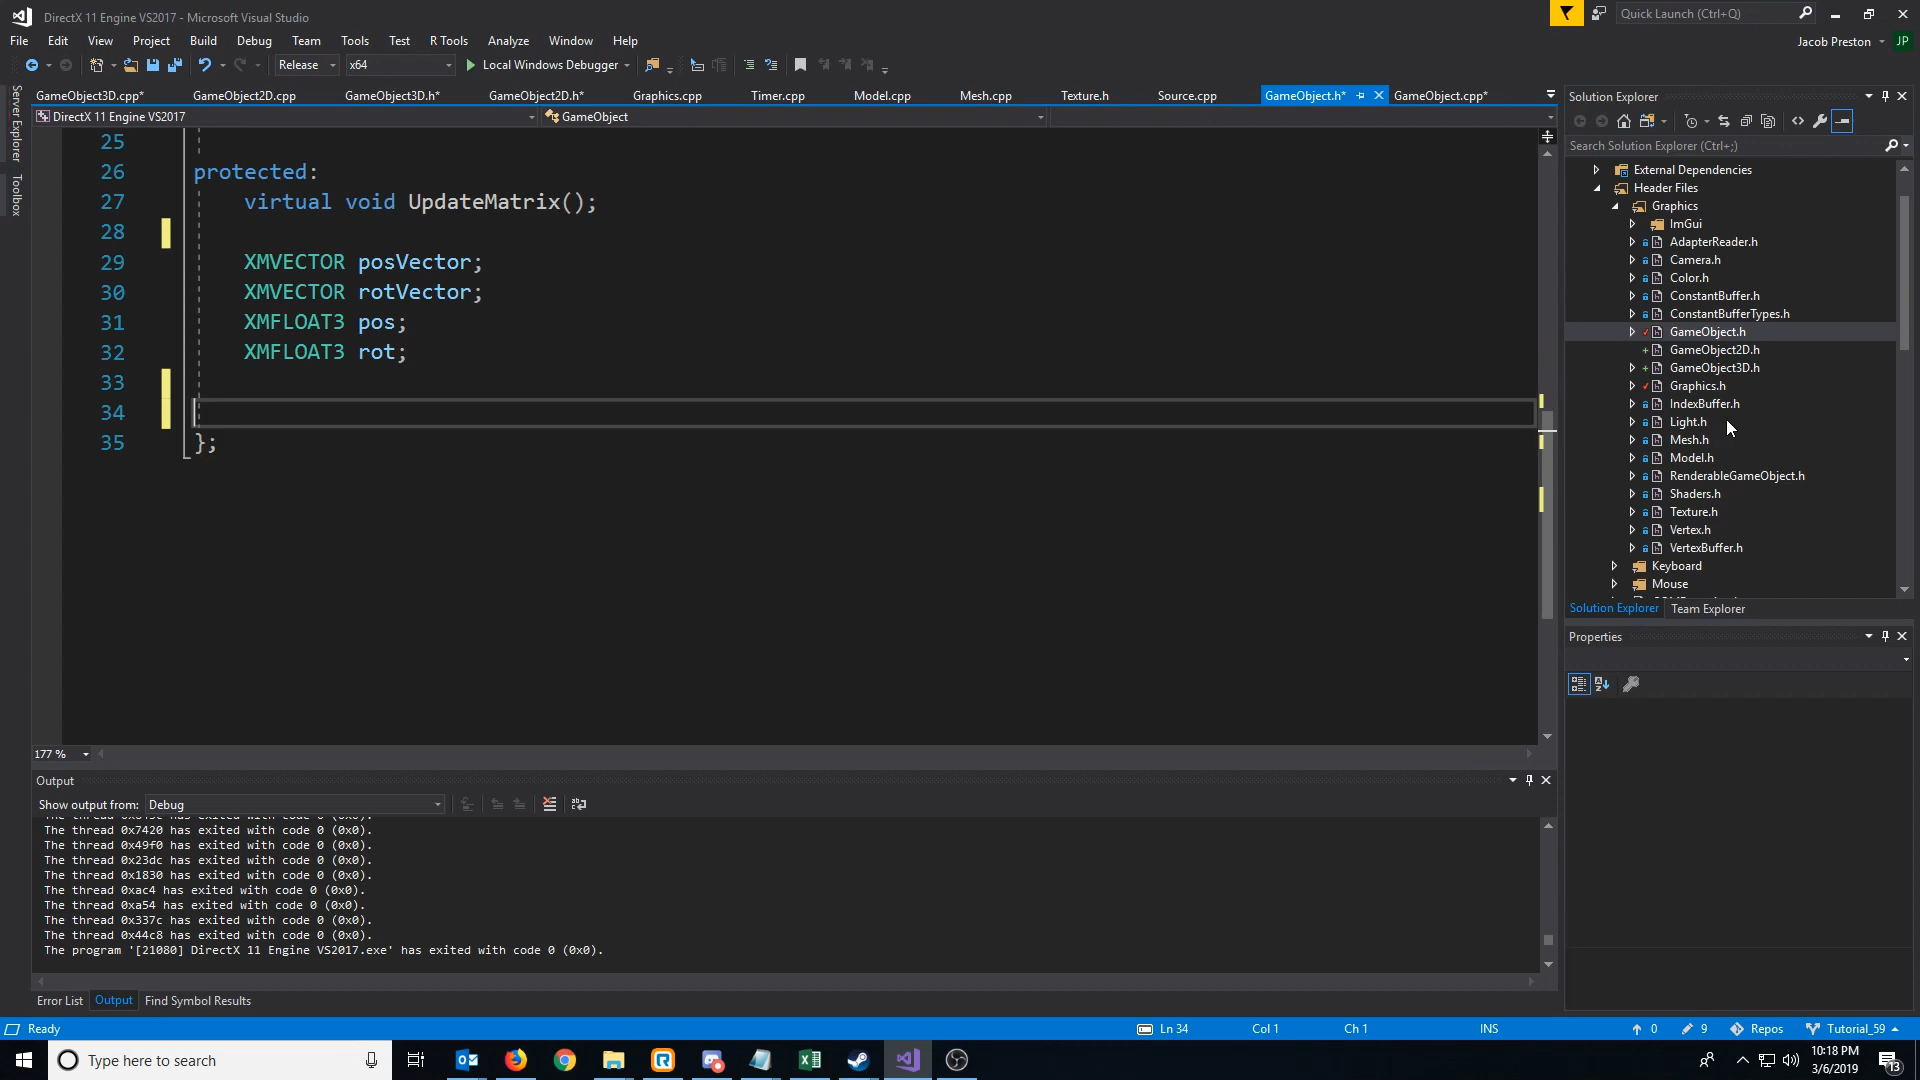 DirectX 11 Engine VS2017 - Microsoft Visual Studio
Quick Launch (Ctrl+Q)
File Edit View Project Build Debug Team Tools Test R Tools Analyze Window Help
Jacob Preston JP
Release x64 Local Windows Debugger
GameObject3D.cpp* GameObject2D.cpp GameObject3D.h* GameObject2D.h* Graphics.cpp Timer.cpp Model.cpp Mesh.cpp Texture.h Source.cpp GameObject.h* GameObject.cpp*
DirectX 11 Engine VS2017 GameObject
Server Explorer
Toolbox
25
26 protected:
27 virtual void UpdateMatrix();
28
29 XMVECTOR posVector;
30 XMVECTOR rotVector;
31 XMFLOAT3 pos;
32 XMFLOAT3 rot;
33
34
35 };
177 %
Output
Show output from: Debug
The thread 0x7420 has exited with code 0 (0x0).
The thread 0x49f0 has exited with code 0 (0x0).
The thread 0x23dc has exited with code 0 (0x0).
The thread 0x1830 has exited with code 0 (0x0).
The thread 0xac4 has exited with code 0 (0x0).
The thread 0xa54 has exited with code 0 (0x0).
The thread 0x337c has exited with code 0 (0x0).
The thread 0x44c8 has exited with code 0 (0x0).
The program '[21080] DirectX 11 Engine VS2017.exe' has exited with code 0 (0x0).
Error List Output Find Symbol Results
Solution Explorer
Search Solution Explorer (Ctrl+;)
External Dependencies
Header Files
Graphics
ImGui
AdapterReader.h
Camera.h
Color.h
ConstantBuffer.h
ConstantBufferTypes.h
GameObject.h
GameObject2D.h
GameObject3D.h
Graphics.h
IndexBuffer.h
Light.h
Mesh.h
Model.h
RenderableGameObject.h
Shaders.h
Texture.h
Vertex.h
VertexBuffer.h
Keyboard
Mouse
Solution Explorer Team Explorer
Properties
Ready Ln 34 Col 1 Ch 1 INS 0 9 Repos Tutorial_59
Type here to search
10:18 PM
3/6/2019
13